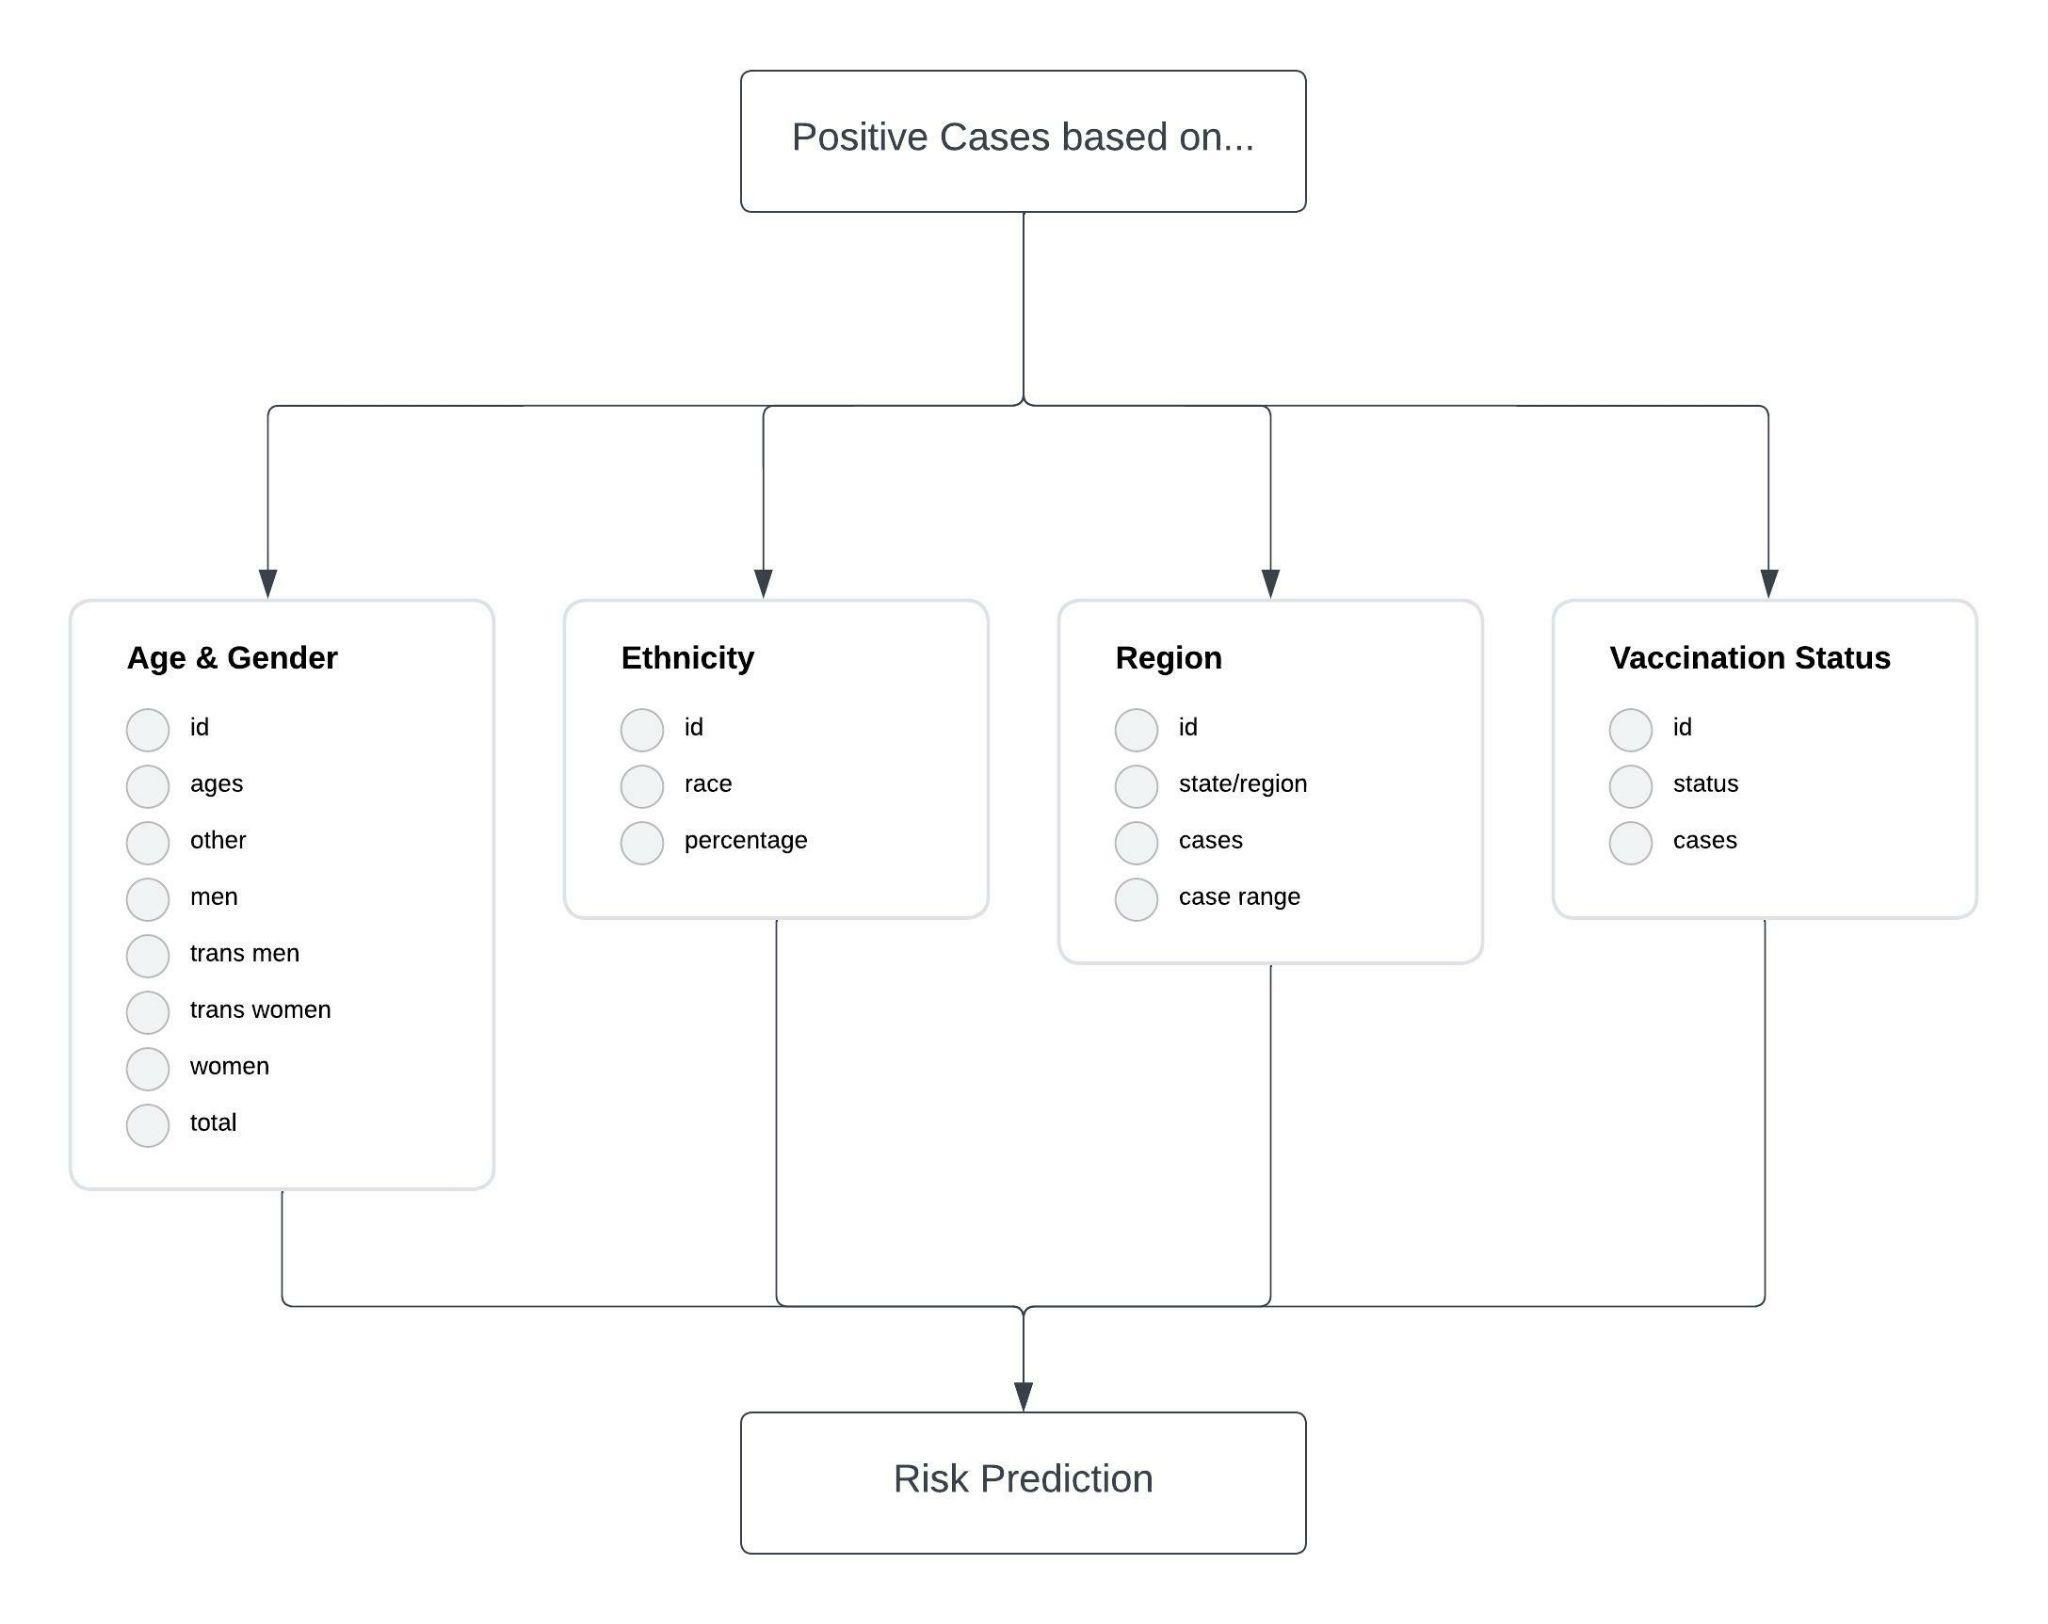 Positive Cases based on...
Age & Gender
id
ages
other
men
trans men
trans women
women
total
Ethnicity
id
race
percentage
Region
id
state/region
cases
case range
Vaccination Status
id
status
cases
Risk Prediction